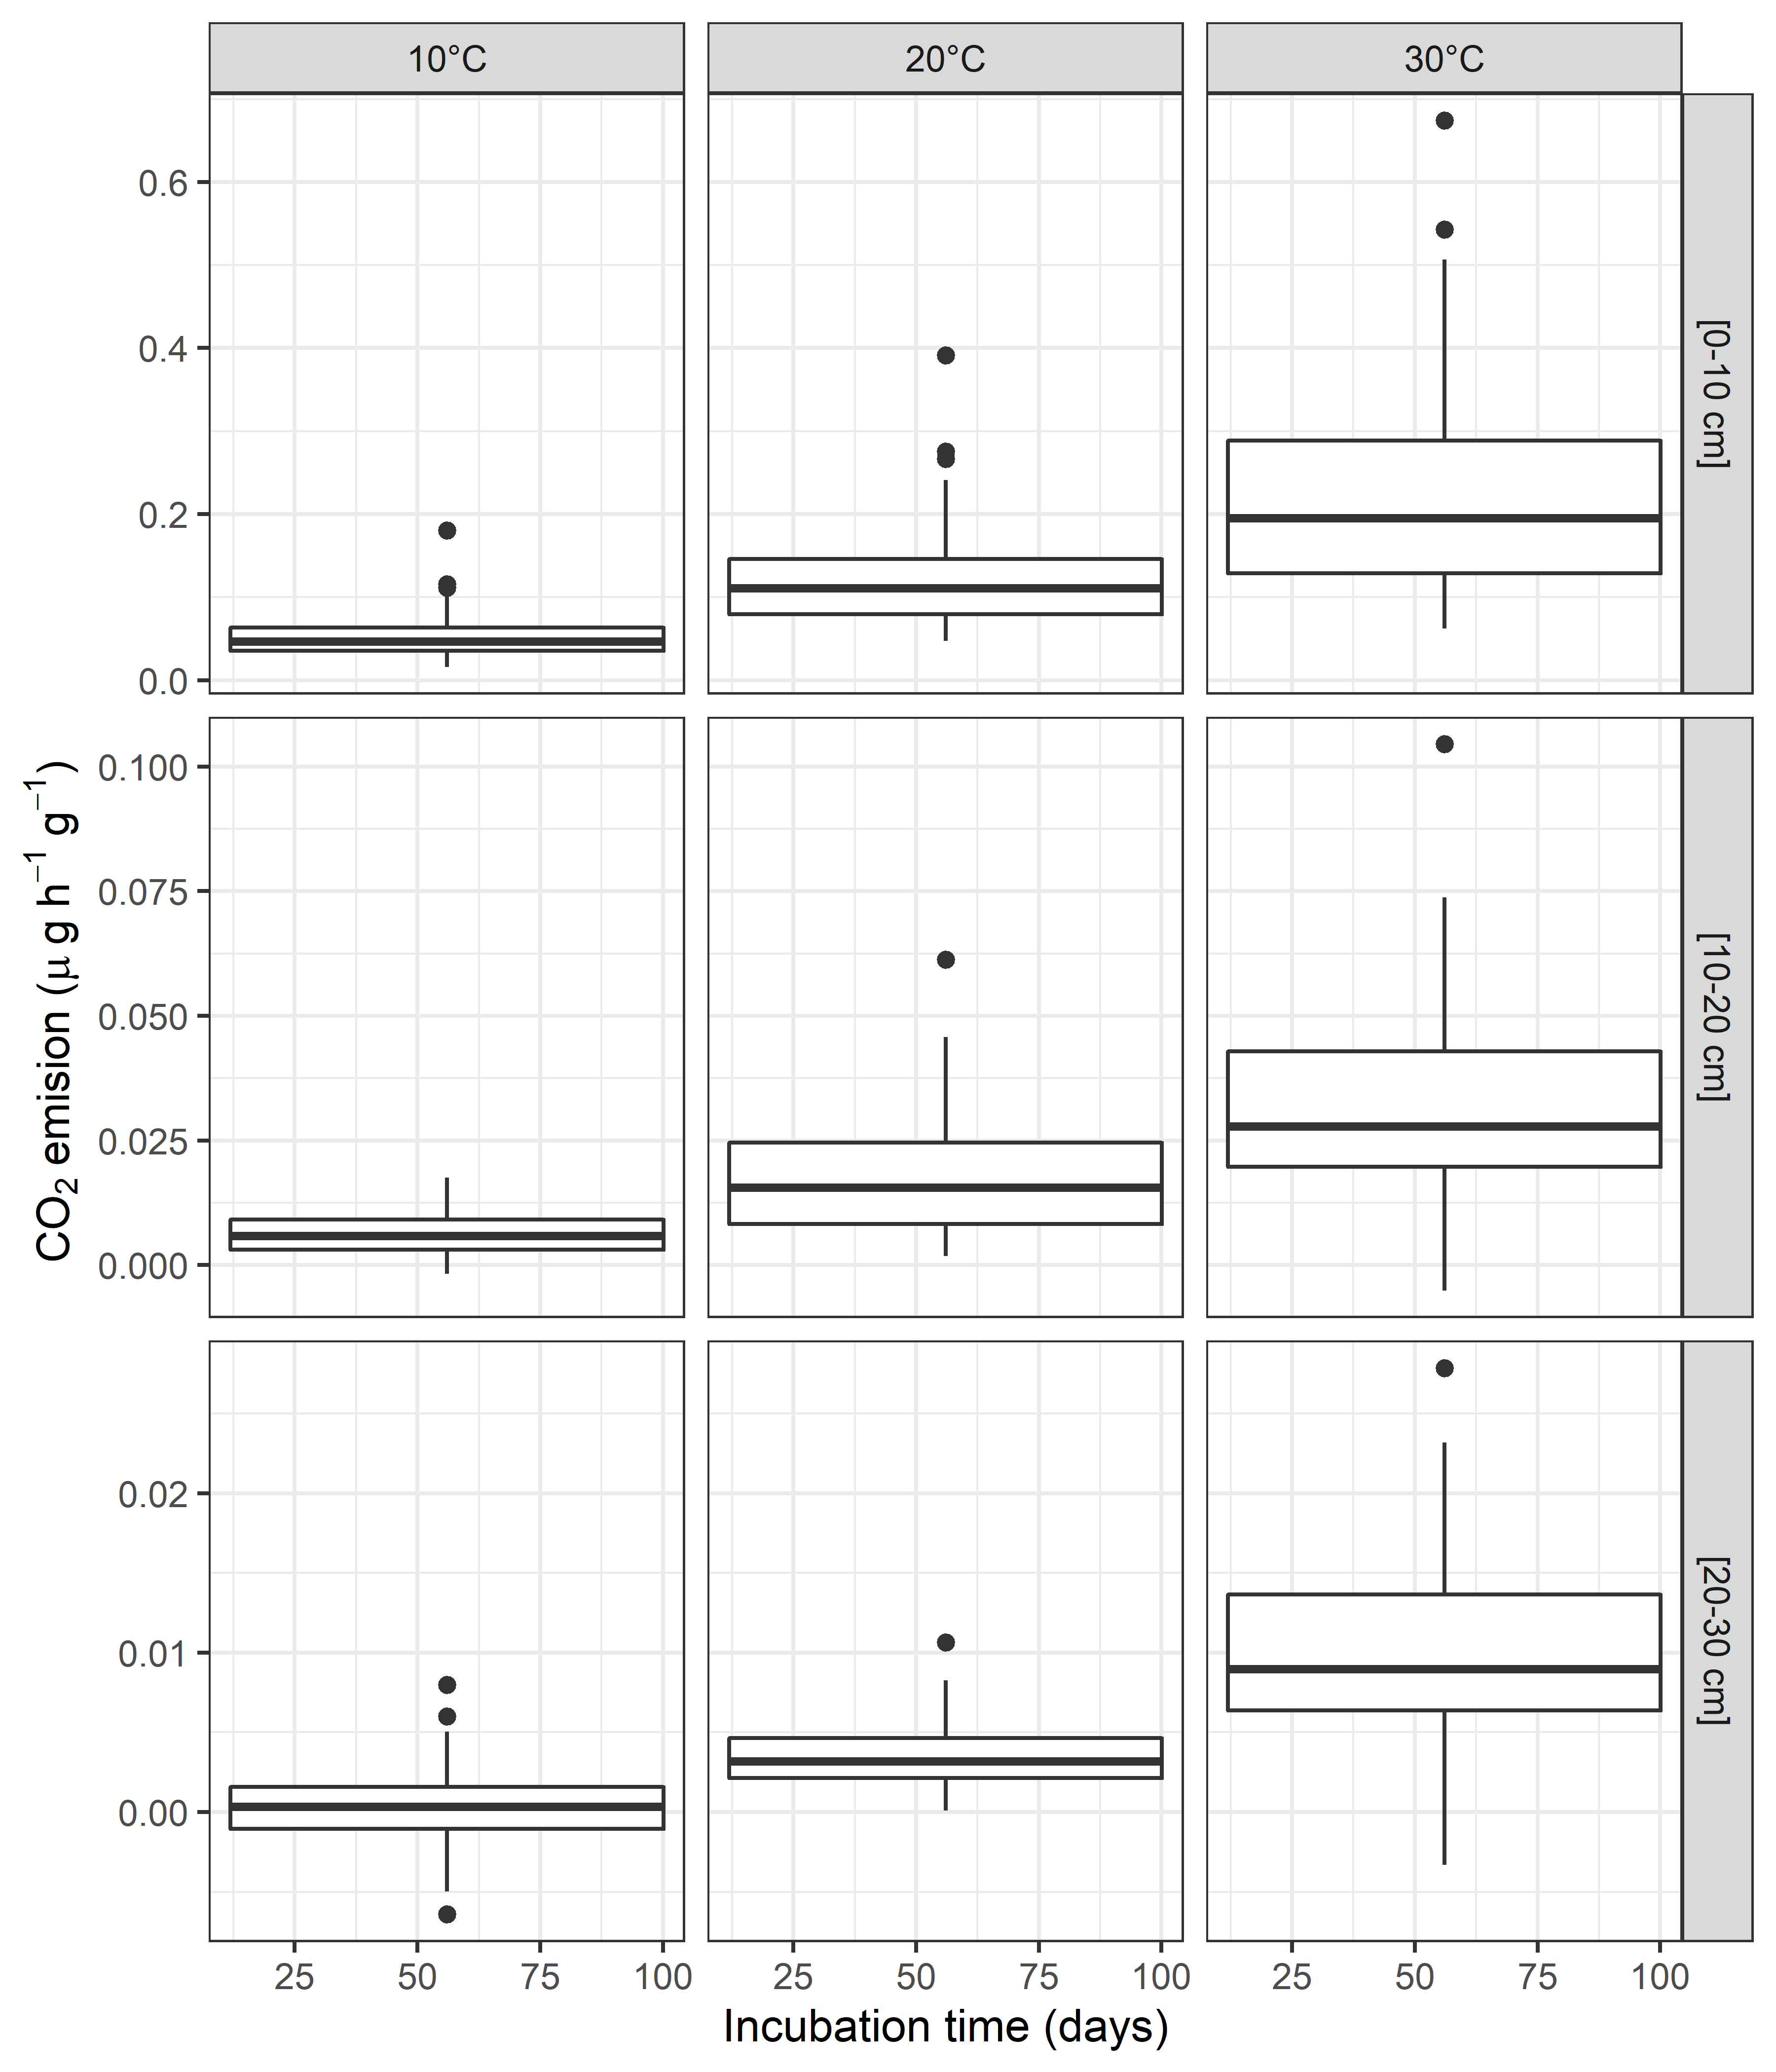 10°C 20°C 30°C
0.6
0.4
0.2
0.0
[0-10 cm]
0.100
0.075
0.050
0.025
0.000
[10-20 cm]
0.02
0.01
0.00
[20-30 cm]
CO₂ emision (μ g h⁻¹ g⁻¹)
25 50 75 100 25 50 75 100 25 50 75 100
Incubation time (days)